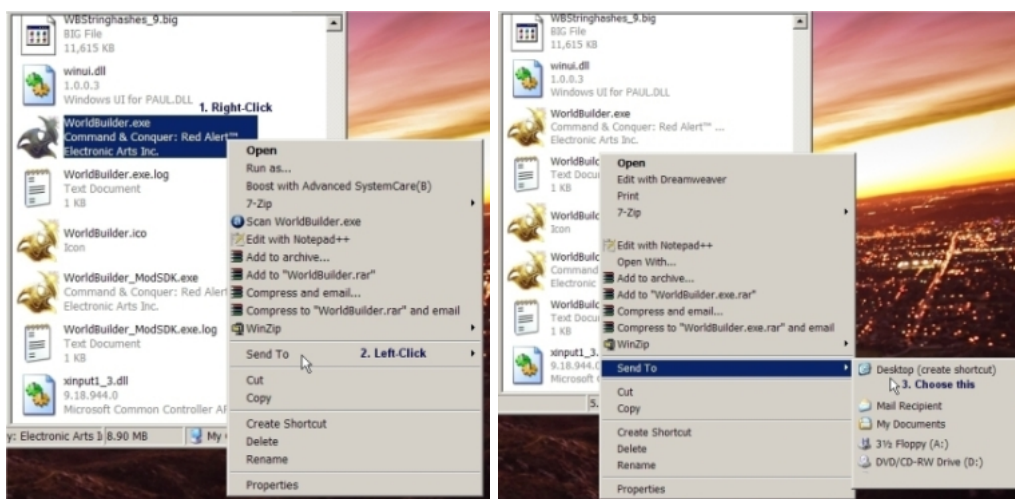 WBStringhashes_9.big
BIG File
11,615 KB
winui.dll
1.0.0.3
Windows UI for PAUL.DLL
1. Right-Click
WorldBuilder.exe
Command & Conquer: Red Alert™
Electronic Arts Inc.
WorldBuilder.exe.log
Text Document
1 KB
WorldBuilder.ico
Icon
WorldBuilder_ModSDK.exe
Command & Conquer: Red Alert
Electronic Arts Inc.
WorldBuilder_ModSDK.exe.log
Text Document
1 KB
xinput1_3.dll
9.18.944.0
Microsoft Common Controller AP
y: Electronic Arts I 8.90 MB
My
Open
Run as...
Boost with Advanced SystemCare(B)
7-Zip
Scan WorldBuilder.exe
Edit with Notepad++
Add to archive...
Add to "WorldBuilder.rar"
Compress and email...
Compress to "WorldBuilder.rar" and email
WinZip
Send To
2. Left-Click
Cut
Copy
Create Shortcut
Delete
Rename
Properties
WBStringhashes_9.big
BIG File
11,615 KB
winui.dll
1.0.0.3
Windows UI for PAUL.DLL
WorldBuilder.exe
Command & Conquer: Red Alert™ ...
Electronic Arts Inc.
WorldBuilc
Text Docu
1 KB
WorldBuilc
Icon
WorldBuilc
Command
Electronic
WorldBuilc
Text Docu
1 KB
xinput1_3.
9.18.944.0
Microsoft C
5.
Open
Edit with Dreamweaver
Print
7-Zip
Edit with Notepad++
Open With...
Add to archive...
Add to "WorldBuilder.exe.rar"
Compress and email...
Compress to "WorldBuilder.exe.rar" and email
WinZip
Send To
Cut
Copy
Create Shortcut
Delete
Rename
Properties
Desktop (create shortcut)
3. Choose this
Mail Recipient
My Documents
3½ Floppy (A:)
DVD/CD-RW Drive (D:)